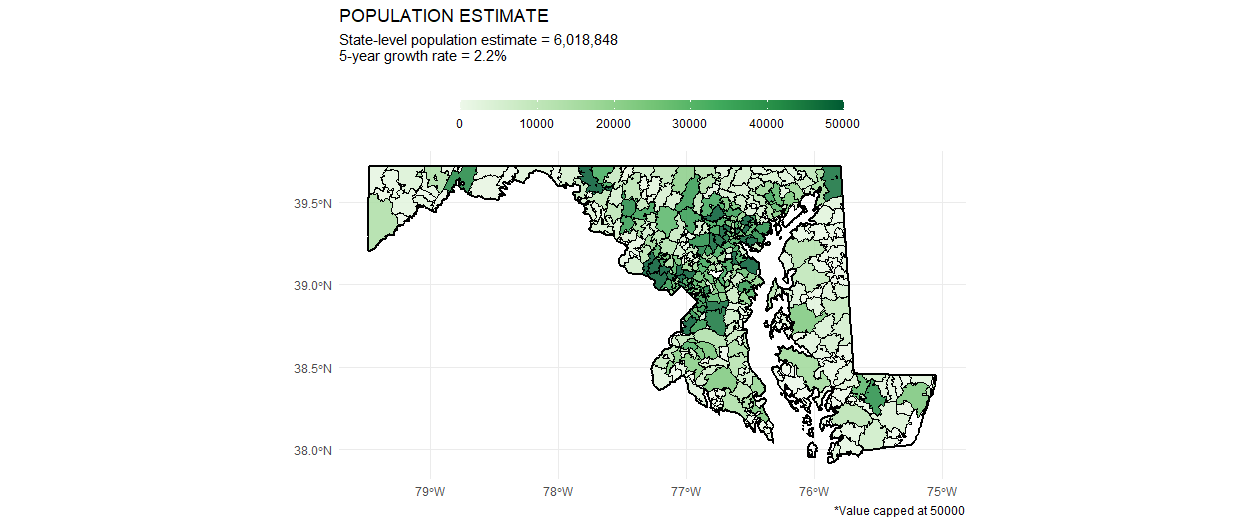 POPULATION ESTIMATE
State-level population estimate = 6,018,848
5-year growth rate = 2.2%
0 10000 20000 30000 40000 50000
39.5°N
39.0°N
38.5°N
38.0°N
79°W 78°W 77°W 76°W 75°W
*Value capped at 50000